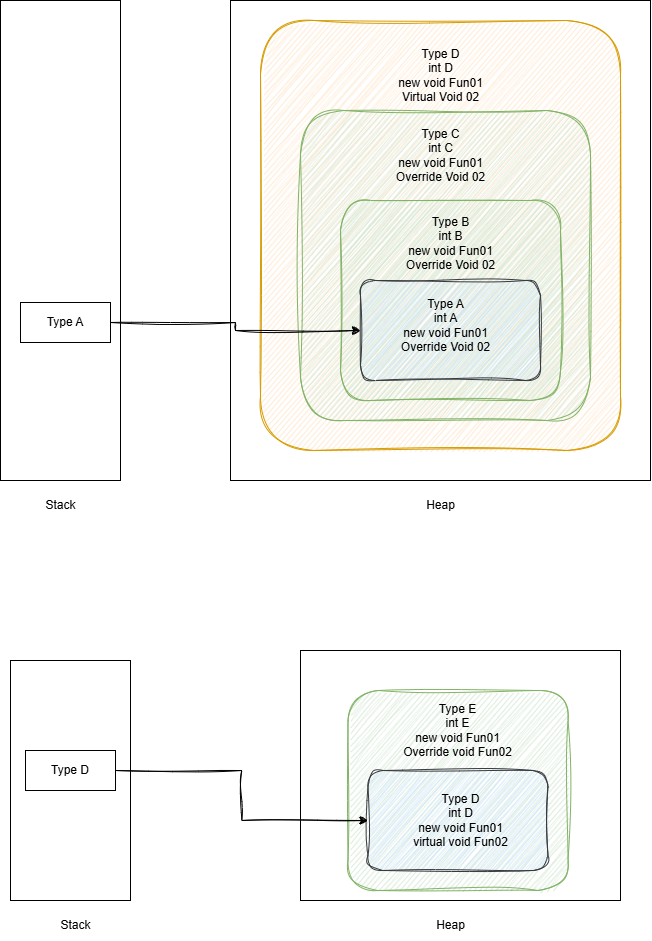 Type D
int D
new void Fun01
Virtual Void 02
Type C
int C
new void Fun01
Override Void 02
Type B
int B
new void Fun01
Override Void 02
Type A
Type A
int A
new void Fun01
Override Void 02
Stack
Heap
Type E
int E
new void Fun01
Override void Fun02
Type D
Type D
int D
new void Fun01
virtual void Fun02
Stack
Heap